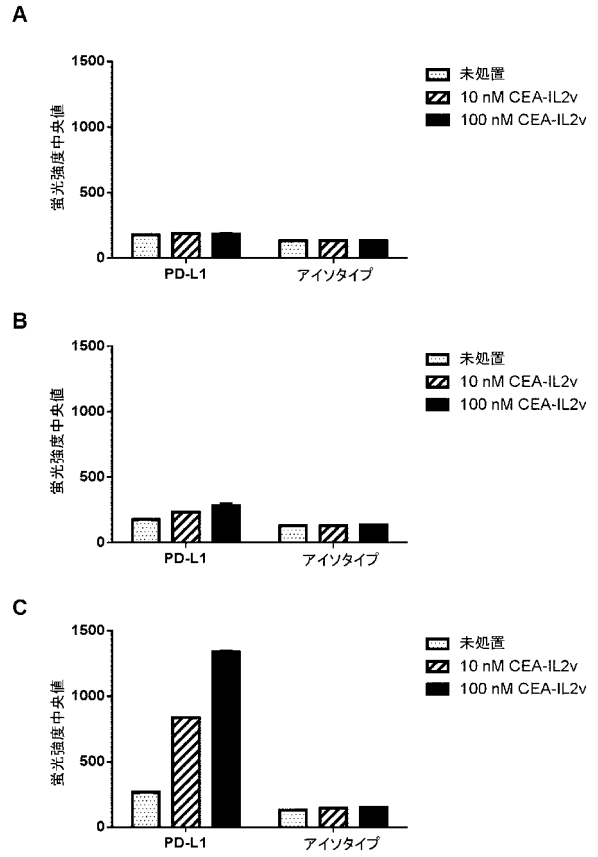 A
1500
1000
500
0
蛍光強度中央値
PD-L1
アイソタイプ
未処置
10 nM CEA-IL2v
100 nM CEA-IL2v
B
1500
1000
500
0
蛍光強度中央値
PD-L1
アイソタイプ
未処置
10 nM CEA-IL2v
100 nM CEA-IL2v
C
1500
1000
500
0
蛍光強度中央値
PD-L1
アイソタイプ
未処置
10 nM CEA-IL2v
100 nM CEA-IL2v